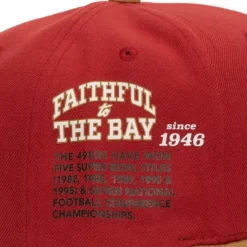 FAITHFUL
to
THE BAY
since
1946
THE 49ERS HAVE WON
FIVE SUPER BOWL TITLES
(1982, 1985, 1989, 1990 &
1995) & SEVEN NATIONAL
FOOTBALL CONFERENCE
CHAMPIONSHIPS.